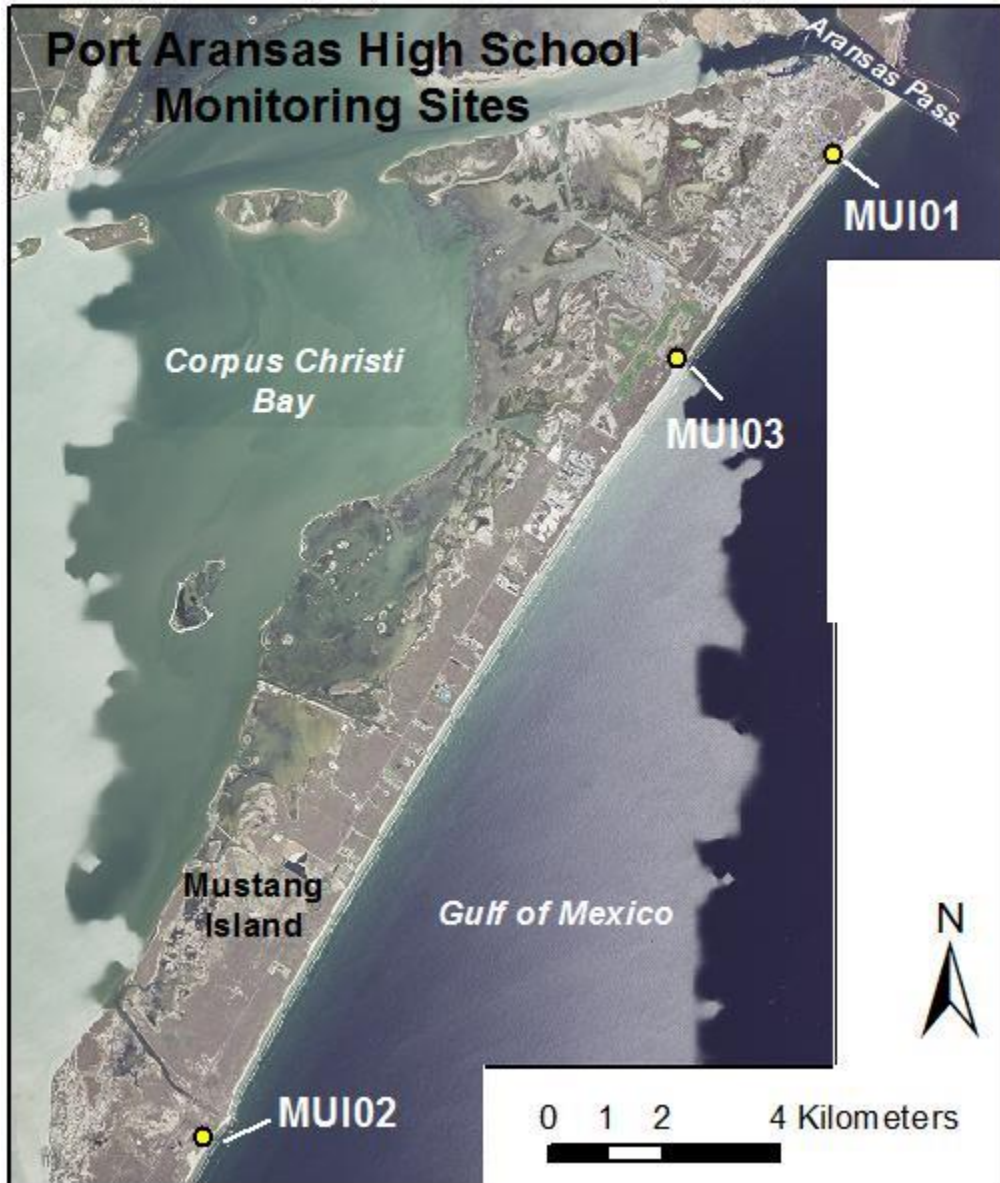 Port Aransas High School
Monitoring Sites
Aransas Pass
MUI01
Corpus Christi
Bay
MUI03
Mustang
Island
Gulf of Mexico
N
MUI02
0 1 2 4 Kilometers